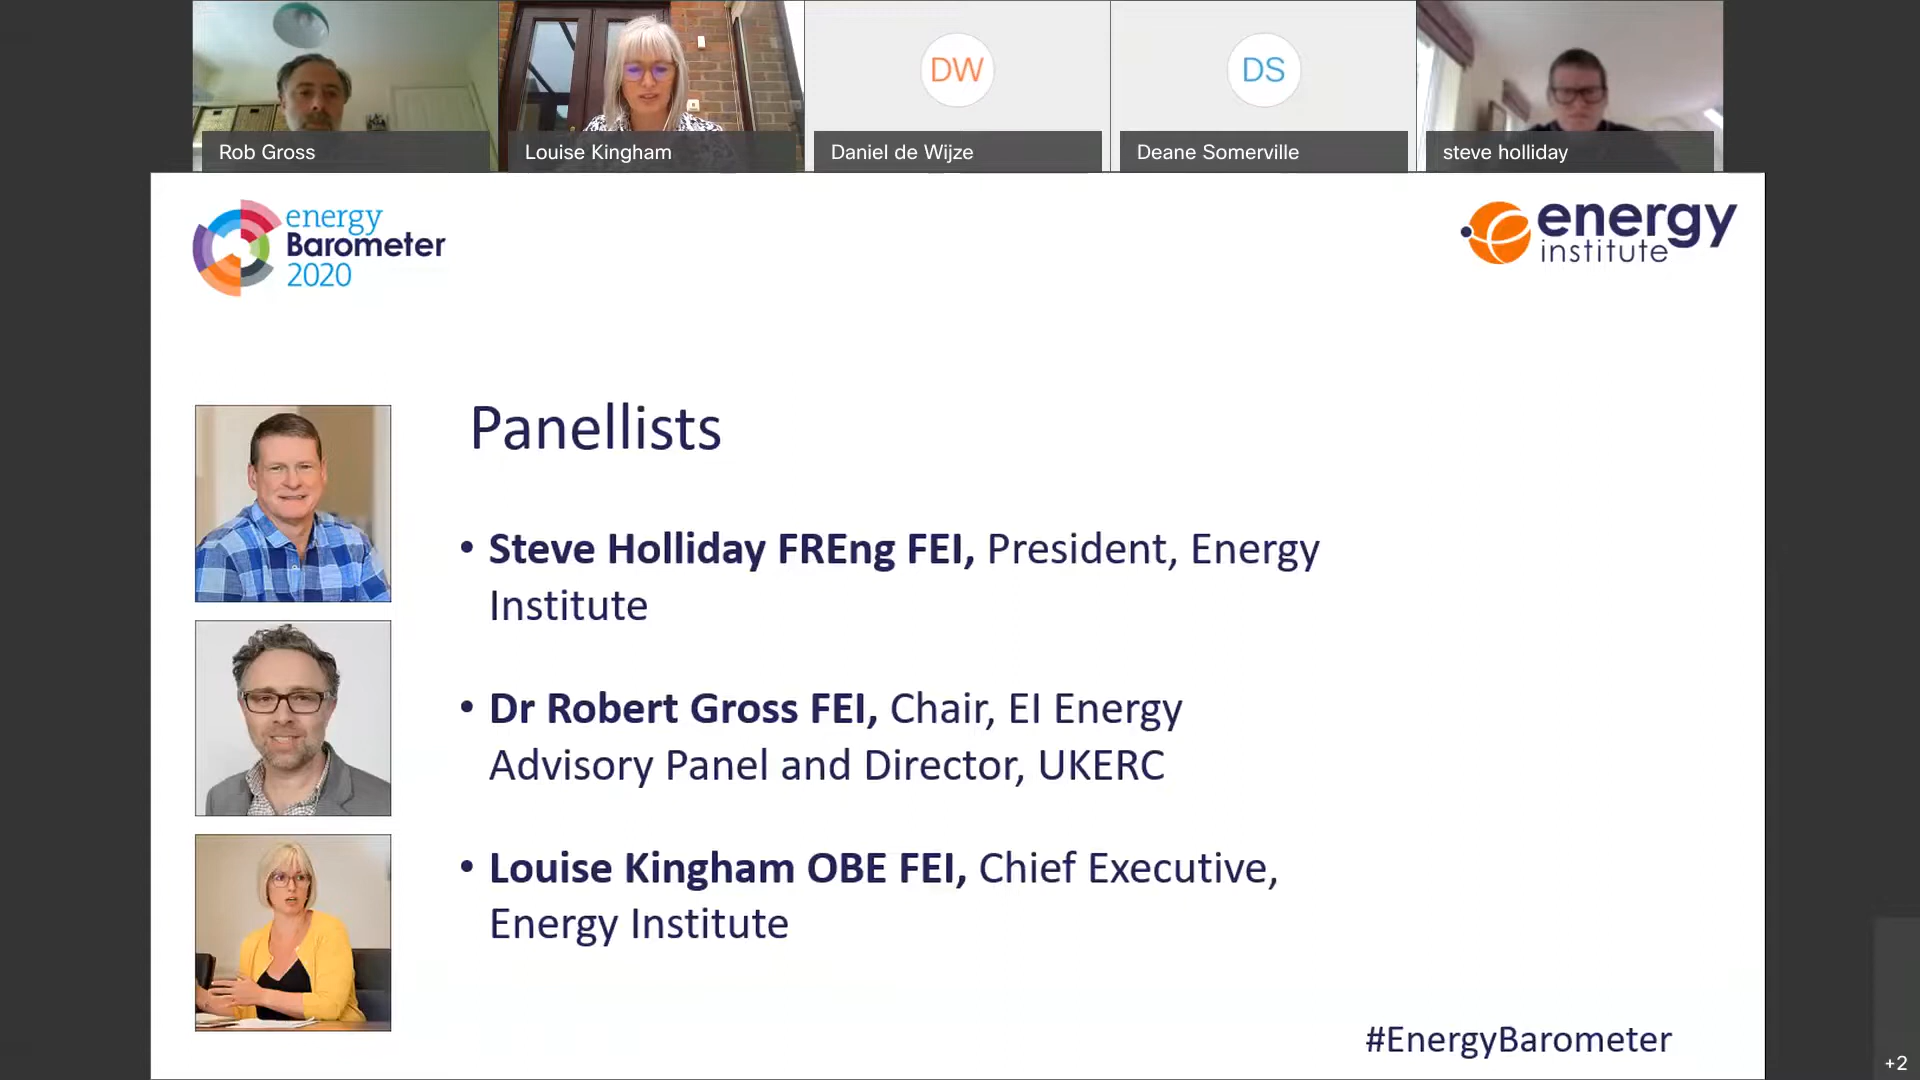 DW
DS
Rob Gross
Louise Kingham
Daniel de Wijze
Deane Somerville
steve holliday
energy
Barometer
2020
energy
institute
Panellists
• Steve Holliday FREng FEI, President, Energy
Institute
• Dr Robert Gross FEI, Chair, EI Energy
Advisory Panel and Director, UKERC
• Louise Kingham OBE FEI, Chief Executive,
Energy Institute
#EnergyBarometer
+2